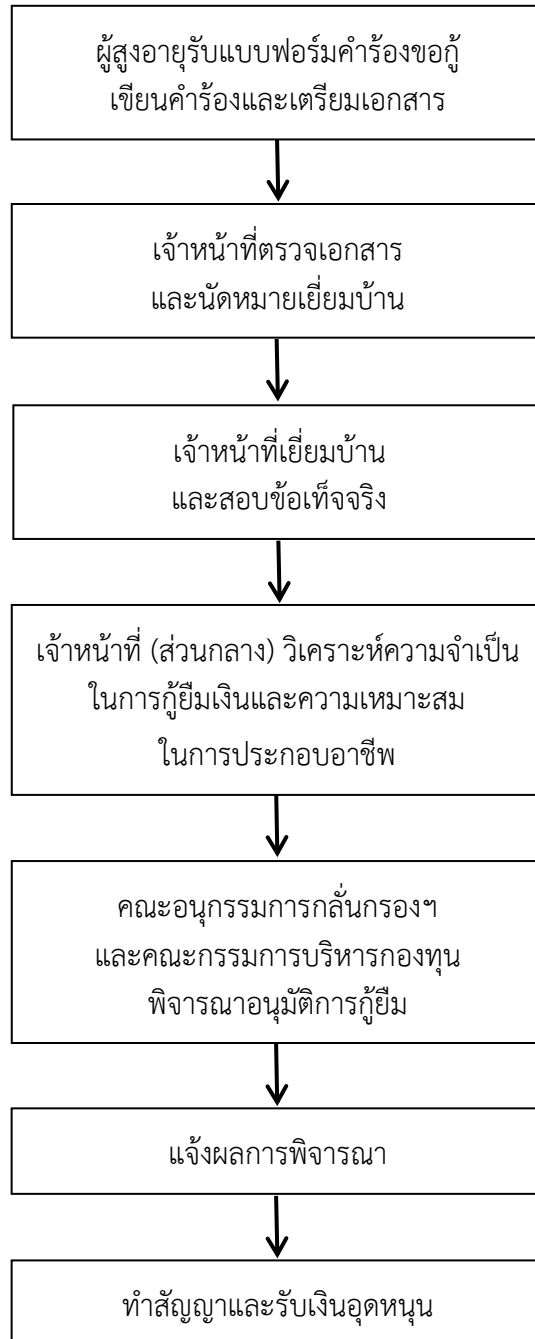 ผู้สูงอายุรับแบบฟอร์มคำร้องขอกู้
เขียนคำร้องและเตรียมเอกสาร
เจ้าหน้าที่ตรวจเอกสาร
และนัดหมายเยี่ยมบ้าน
เจ้าหน้าที่เยี่ยมบ้าน
และสอบข้อเท็จจริง
เจ้าหน้าที่ (ส่วนกลาง) วิเคราะห์ความจำเป็น
ในการกู้ยืมเงินและความเหมาะสม
ในการประกอบอาชีพ
คณะอนุกรรมการกลั่นกรองฯ
และคณะกรรมการบริหารกองทุน
พิจารณาอนุมัติการกู้ยืม
แจ้งผลการพิจารณา
ทำสัญญาและรับเงินอุดหนุน